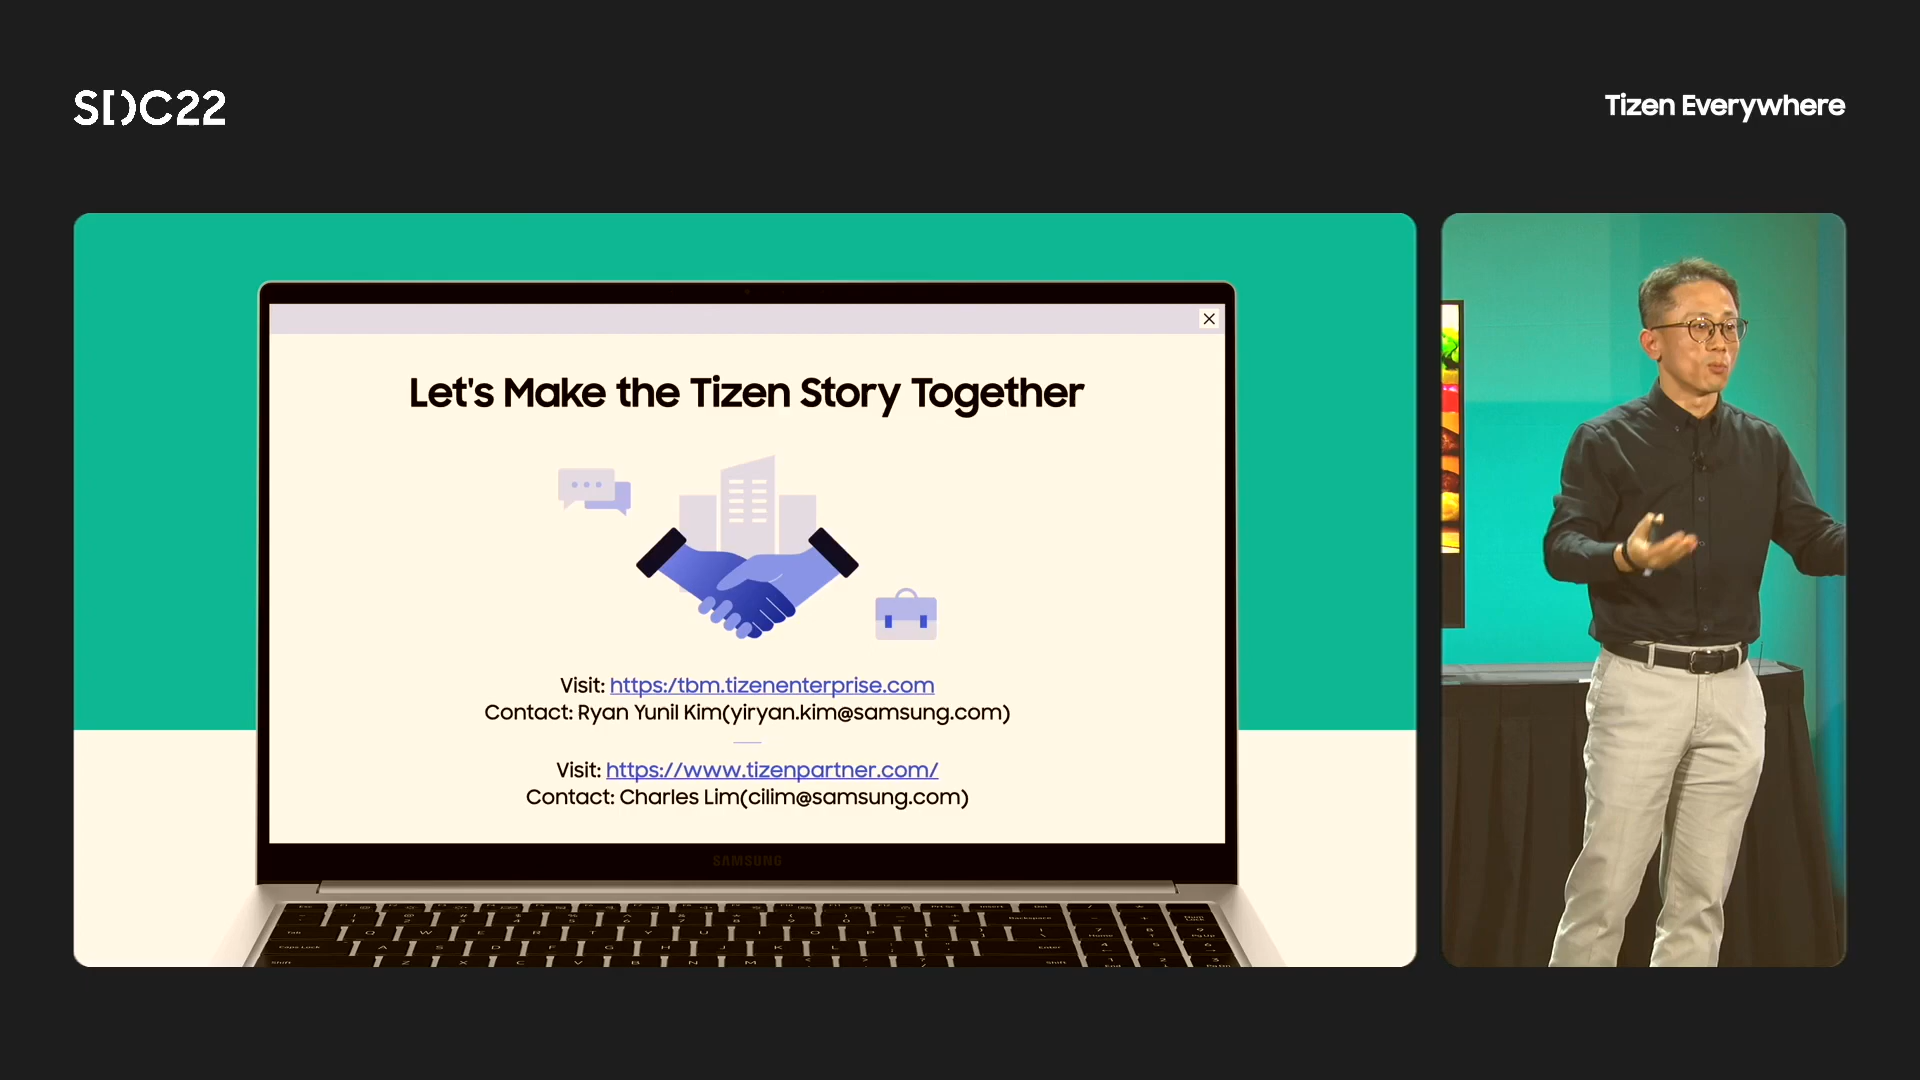 SDC22
Tizen Everywhere
Let's Make the Tizen Story Together
Visit: https:/tbm.tizenenterprise.com
Contact: Ryan Yunil Kim(yiryan.kim@samsung.com)
Visit: https://www.tizenpartner.com/
Contact: Charles Lim(cilim@samsung.com)
SAMSUNG